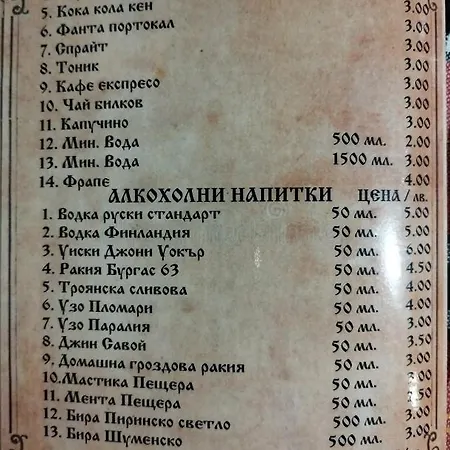 5. Кока кола кен 3.00
6. Фанта портокал 3.00
7. Спрайт 3.00
8. Тоник 3.00
9. Кафе експресо 3.00
10. Чай билков 3.00
11. Капучино 3.00
12. Мин. Вода 500 мл. 2.00
13. Мин. Вода 1500 мл. 3.00
14. Фрапе 4.00
АЛКОХОЛНИ НАПИТКИ ЦЕНА / лв.
1. Водка руски стандарт 50 мл. 5.00
2. Водка Финландия 50 мл. 5.00
3. Уиски Джони Уокър 50 мл. 6.00
4. Ракия Бургас 63 50 мл. 4.50
5. Троянска сливова 50 мл. 4.00
6. Узо Пломари 50 мл. 4.00
7. Узо Паралия 50 мл. 3.00
8. Джин Савой 50 мл. 3.50
9. Домашна гроздова ракия 50 мл. 3.00
10. Мастика Пещера 50 мл. 3.00
11. Мента Пещера 50 мл. 2.50
12. Бира Пиринско светло 500 мл. 3.00
13. Бира Шуменско 500 мл. 3.00